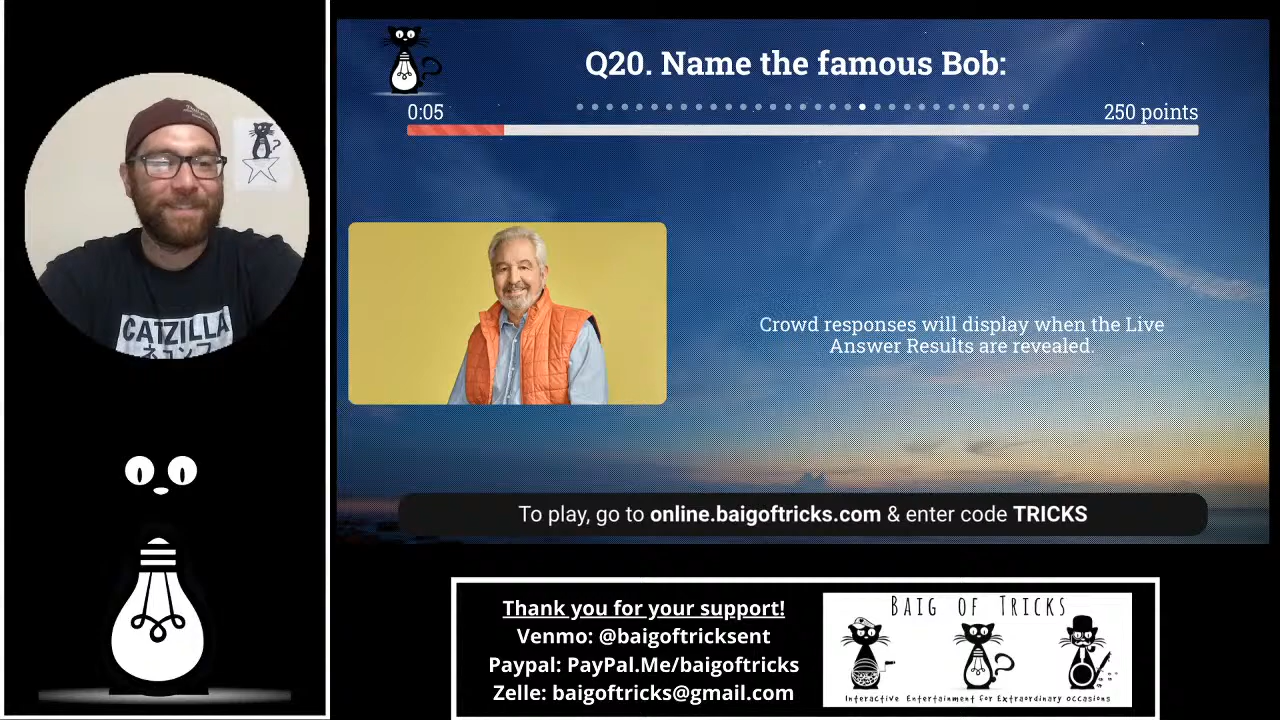 CATZILLA
Q20. Name the famous Bob:
0:05
250 points
Crowd responses will display when the Live
Answer Results are revealed.
To play, go to online.baigoftricks.com & enter code TRICKS
Thank you for your support!
Venmo: @baigoftricksent
Paypal: PayPal.Me/baigoftricks
Zelle: baigoftricks@gmail.com
BAIG OF TRICKS
Interactive Entertainment for Extraordinary occasions